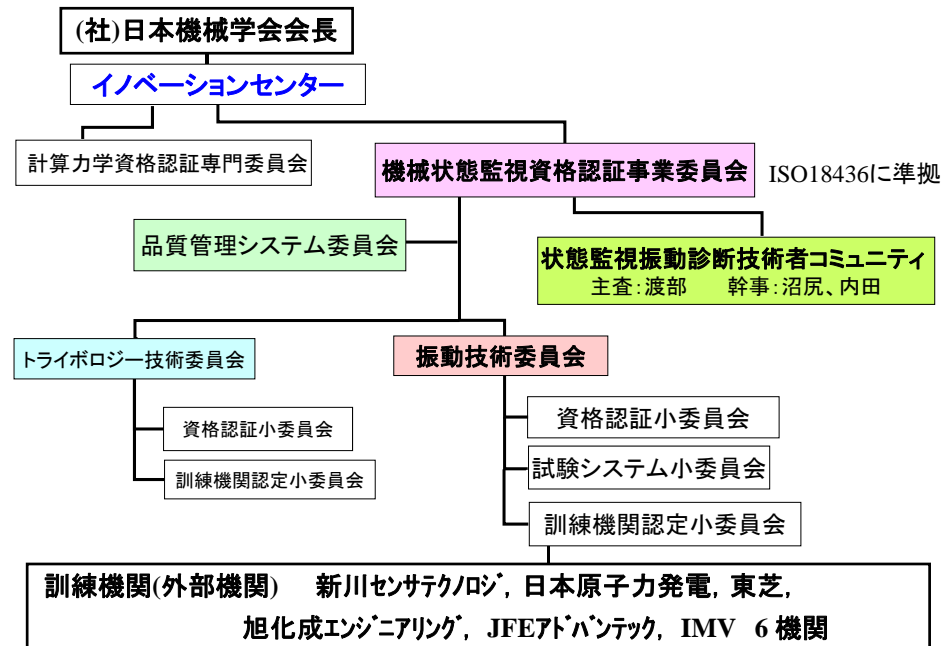 (社)日本機械学会会長
イノベーションセンター
計算力学資格認証専門委員会
機械状態監視資格認証事業委員会
ISO18436に準拠
品質管理システム委員会
状態監視振動診断技術者コミュニティ
主査：渡部　幹事：沼尻、内田
トライボロジー技術委員会
振動技術委員会
資格認証小委員会
訓練機関認定小委員会
資格認証小委員会
試験システム小委員会
訓練機関認定小委員会
訓練機関(外部機関)　新川センサテクノロジ, 日本原子力発電, 東芝,
旭化成エンジニアリング, JFEアドバンテック, IMV 6 機関